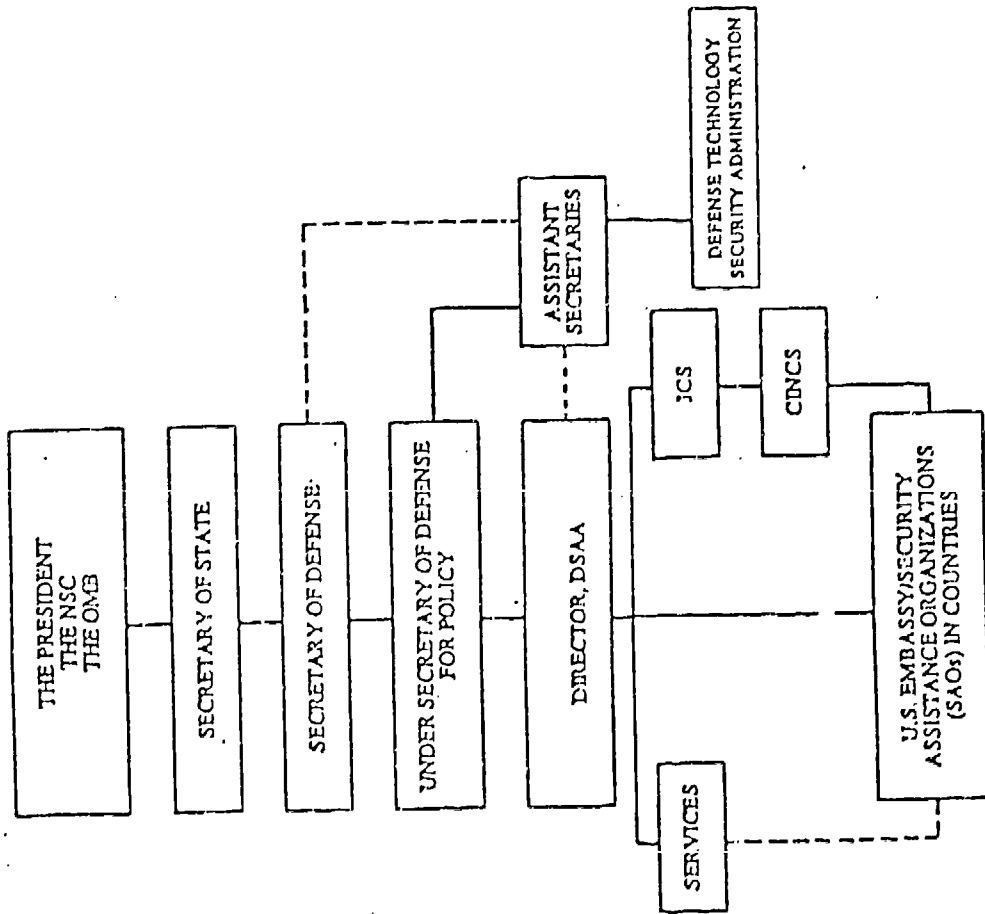 THE PRESIDENT
THE NSC
THE OMB
SECRETARY OF STATE
SECRETARY OF DEFENSE
UNDER SECRETARY OF DEFENSE
FOR POLICY
ASSISTANT
SECRETARIES
DIRECTOR, DSAA
DEFENSE TECHNOLOGY
SECURITY ADMINISTRATION
SERVICES
JCS
CINCS
U.S. EMBASSY/SECURITY
ASSISTANCE ORGANIZATIONS
(SAOs) IN COUNTRIES